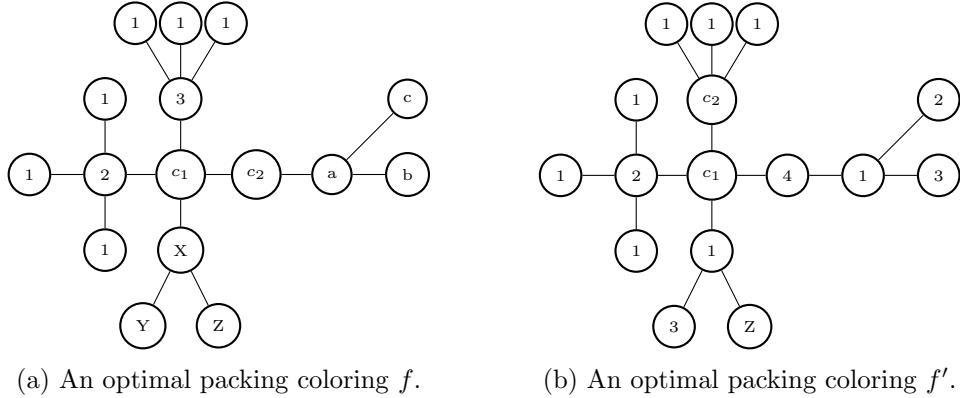 1 1 1
1 3 c
1 2 c₁ c₂ a b
1 X
Y Z
(a) An optimal packing coloring f.
1 1 1
1 c₂ 2
1 2 c₁ 4 1 3
1 1
3 Z
(b) An optimal packing coloring f′.